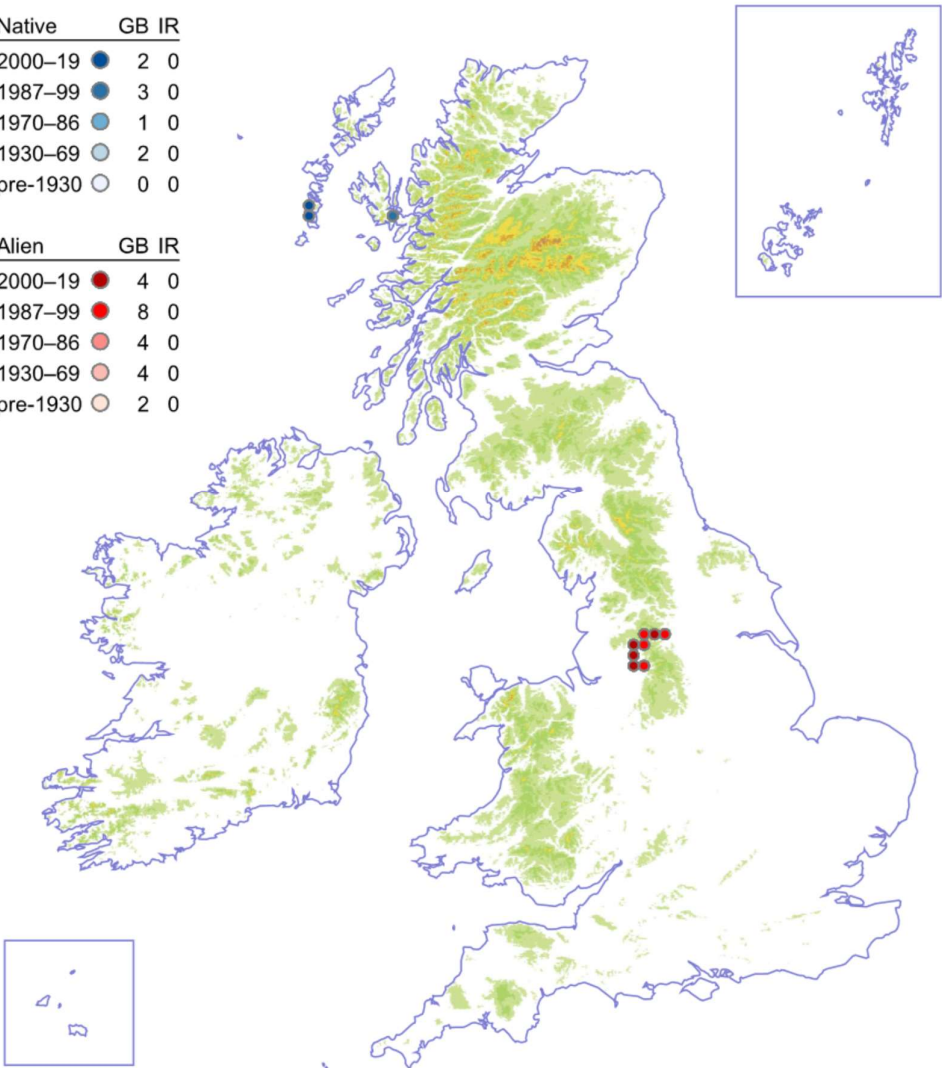 Native GB IR
2000–19 2 0
1987–99 3 0
1970–86 1 0
1930–69 2 0
pre-1930 0 0
Alien GB IR
2000–19 4 0
1987–99 8 0
1970–86 4 0
1930–69 4 0
pre-1930 2 0